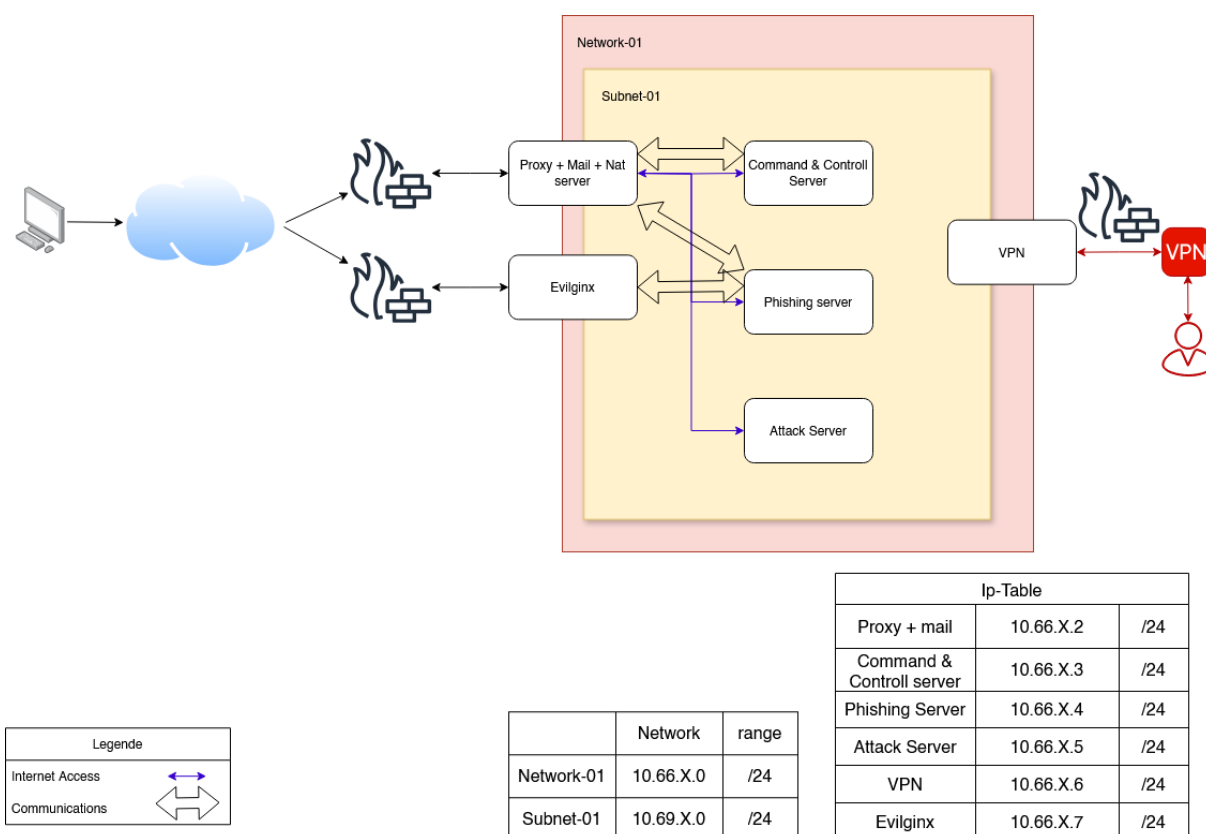 Network-01
Subnet-01
Proxy + Mail + Nat
server
Command & Controll
Server
VPN
VPN
Evilginx
Phishing server
Attack Server
Ip-Table
Proxy + mail 10.66.X.2 /24
Command &
Controll server 10.66.X.3 /24
Phishing Server 10.66.X.4 /24
Attack Server 10.66.X.5 /24
VPN 10.66.X.6 /24
Evilginx 10.66.X.7 /24
Network range
Network-01 10.66.X.0 /24
Subnet-01 10.69.X.0 /24
Legende
Internet Access
Communications